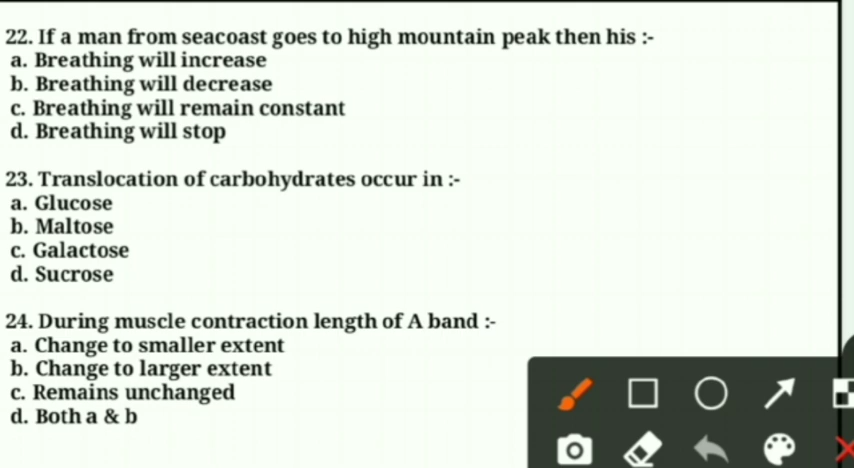 22. If a man from seacoast goes to high mountain peak then his :-
a. Breathing will increase
b. Breathing will decrease
c. Breathing will remain constant
d. Breathing will stop
23. Translocation of carbohydrates occur in :-
a. Glucose
b. Maltose
c. Galactose
d. Sucrose
24. During muscle contraction length of A band :-
a. Change to smaller extent
b. Change to larger extent
c. Remains unchanged
d. Both a & b